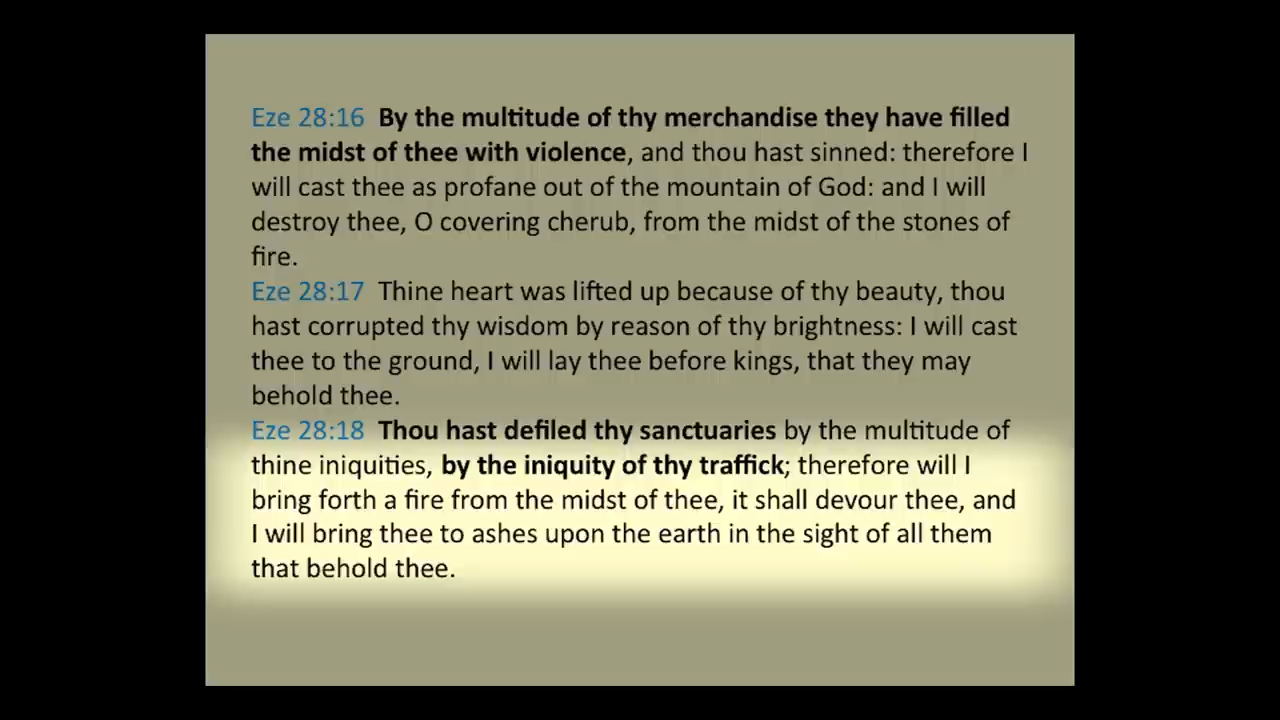 Eze 28:16 By the multitude of thy merchandise they have filled
the midst of thee with violence, and thou hast sinned: therefore I
will cast thee as profane out of the mountain of God: and I will
destroy thee, O covering cherub, from the midst of the stones of
fire.
Eze 28:17 Thine heart was lifted up because of thy beauty, thou
hast corrupted thy wisdom by reason of thy brightness: I will cast
thee to the ground, I will lay thee before kings, that they may
behold thee.
Eze 28:18 Thou hast defiled thy sanctuaries by the multitude of
thine iniquities, by the iniquity of thy traffick; therefore will I
bring forth a fire from the midst of thee, it shall devour thee, and
I will bring thee to ashes upon the earth in the sight of all them
that behold thee.